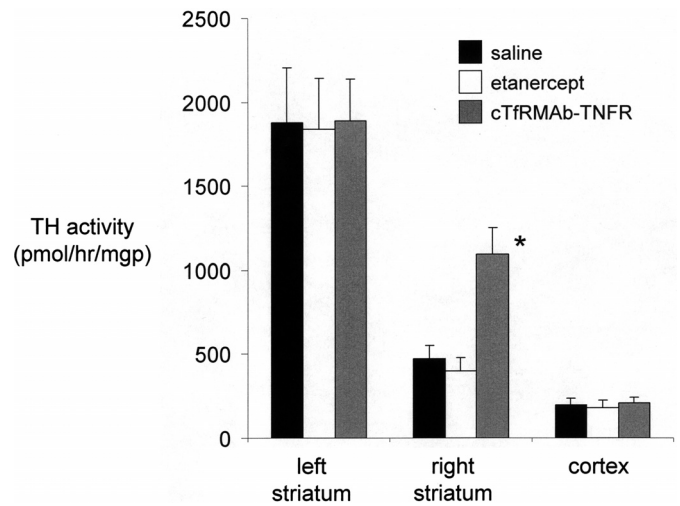 2500
2000
1500
1000
500
0
TH activity
(pmol/hr/mgp)
saline
etanercept
cTfRMAb-TNFR
*
left
striatum
right
striatum
cortex